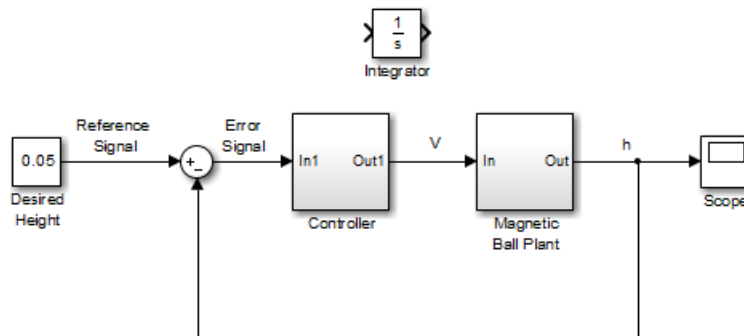 1
s
Integrator
Reference
Signal
Error
Signal
0.05
+
−
In1
Out1
V
In
Out
h
Desired
Height
Controller
Magnetic
Ball Plant
Scope